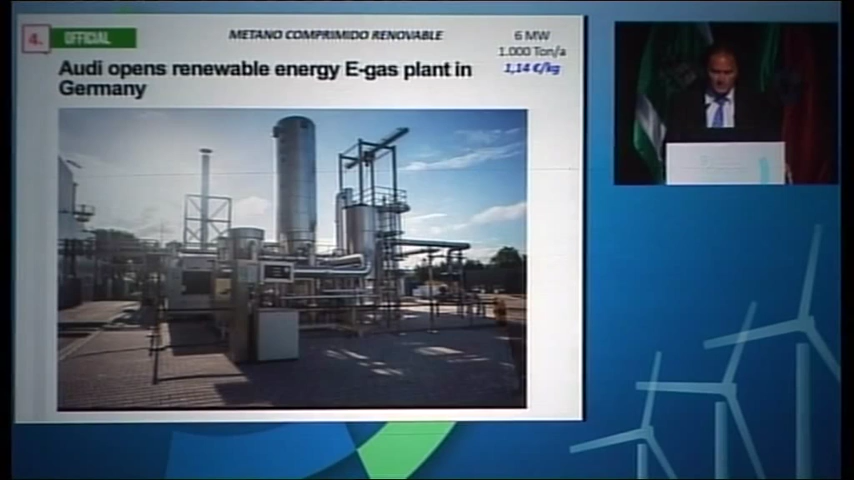 4.
OFFICIAL
METANO COMPRIMIDO RENOVABLE
6 MW
1.000 Ton/a
1,14 €/kg
Audi opens renewable energy E-gas plant in
Germany